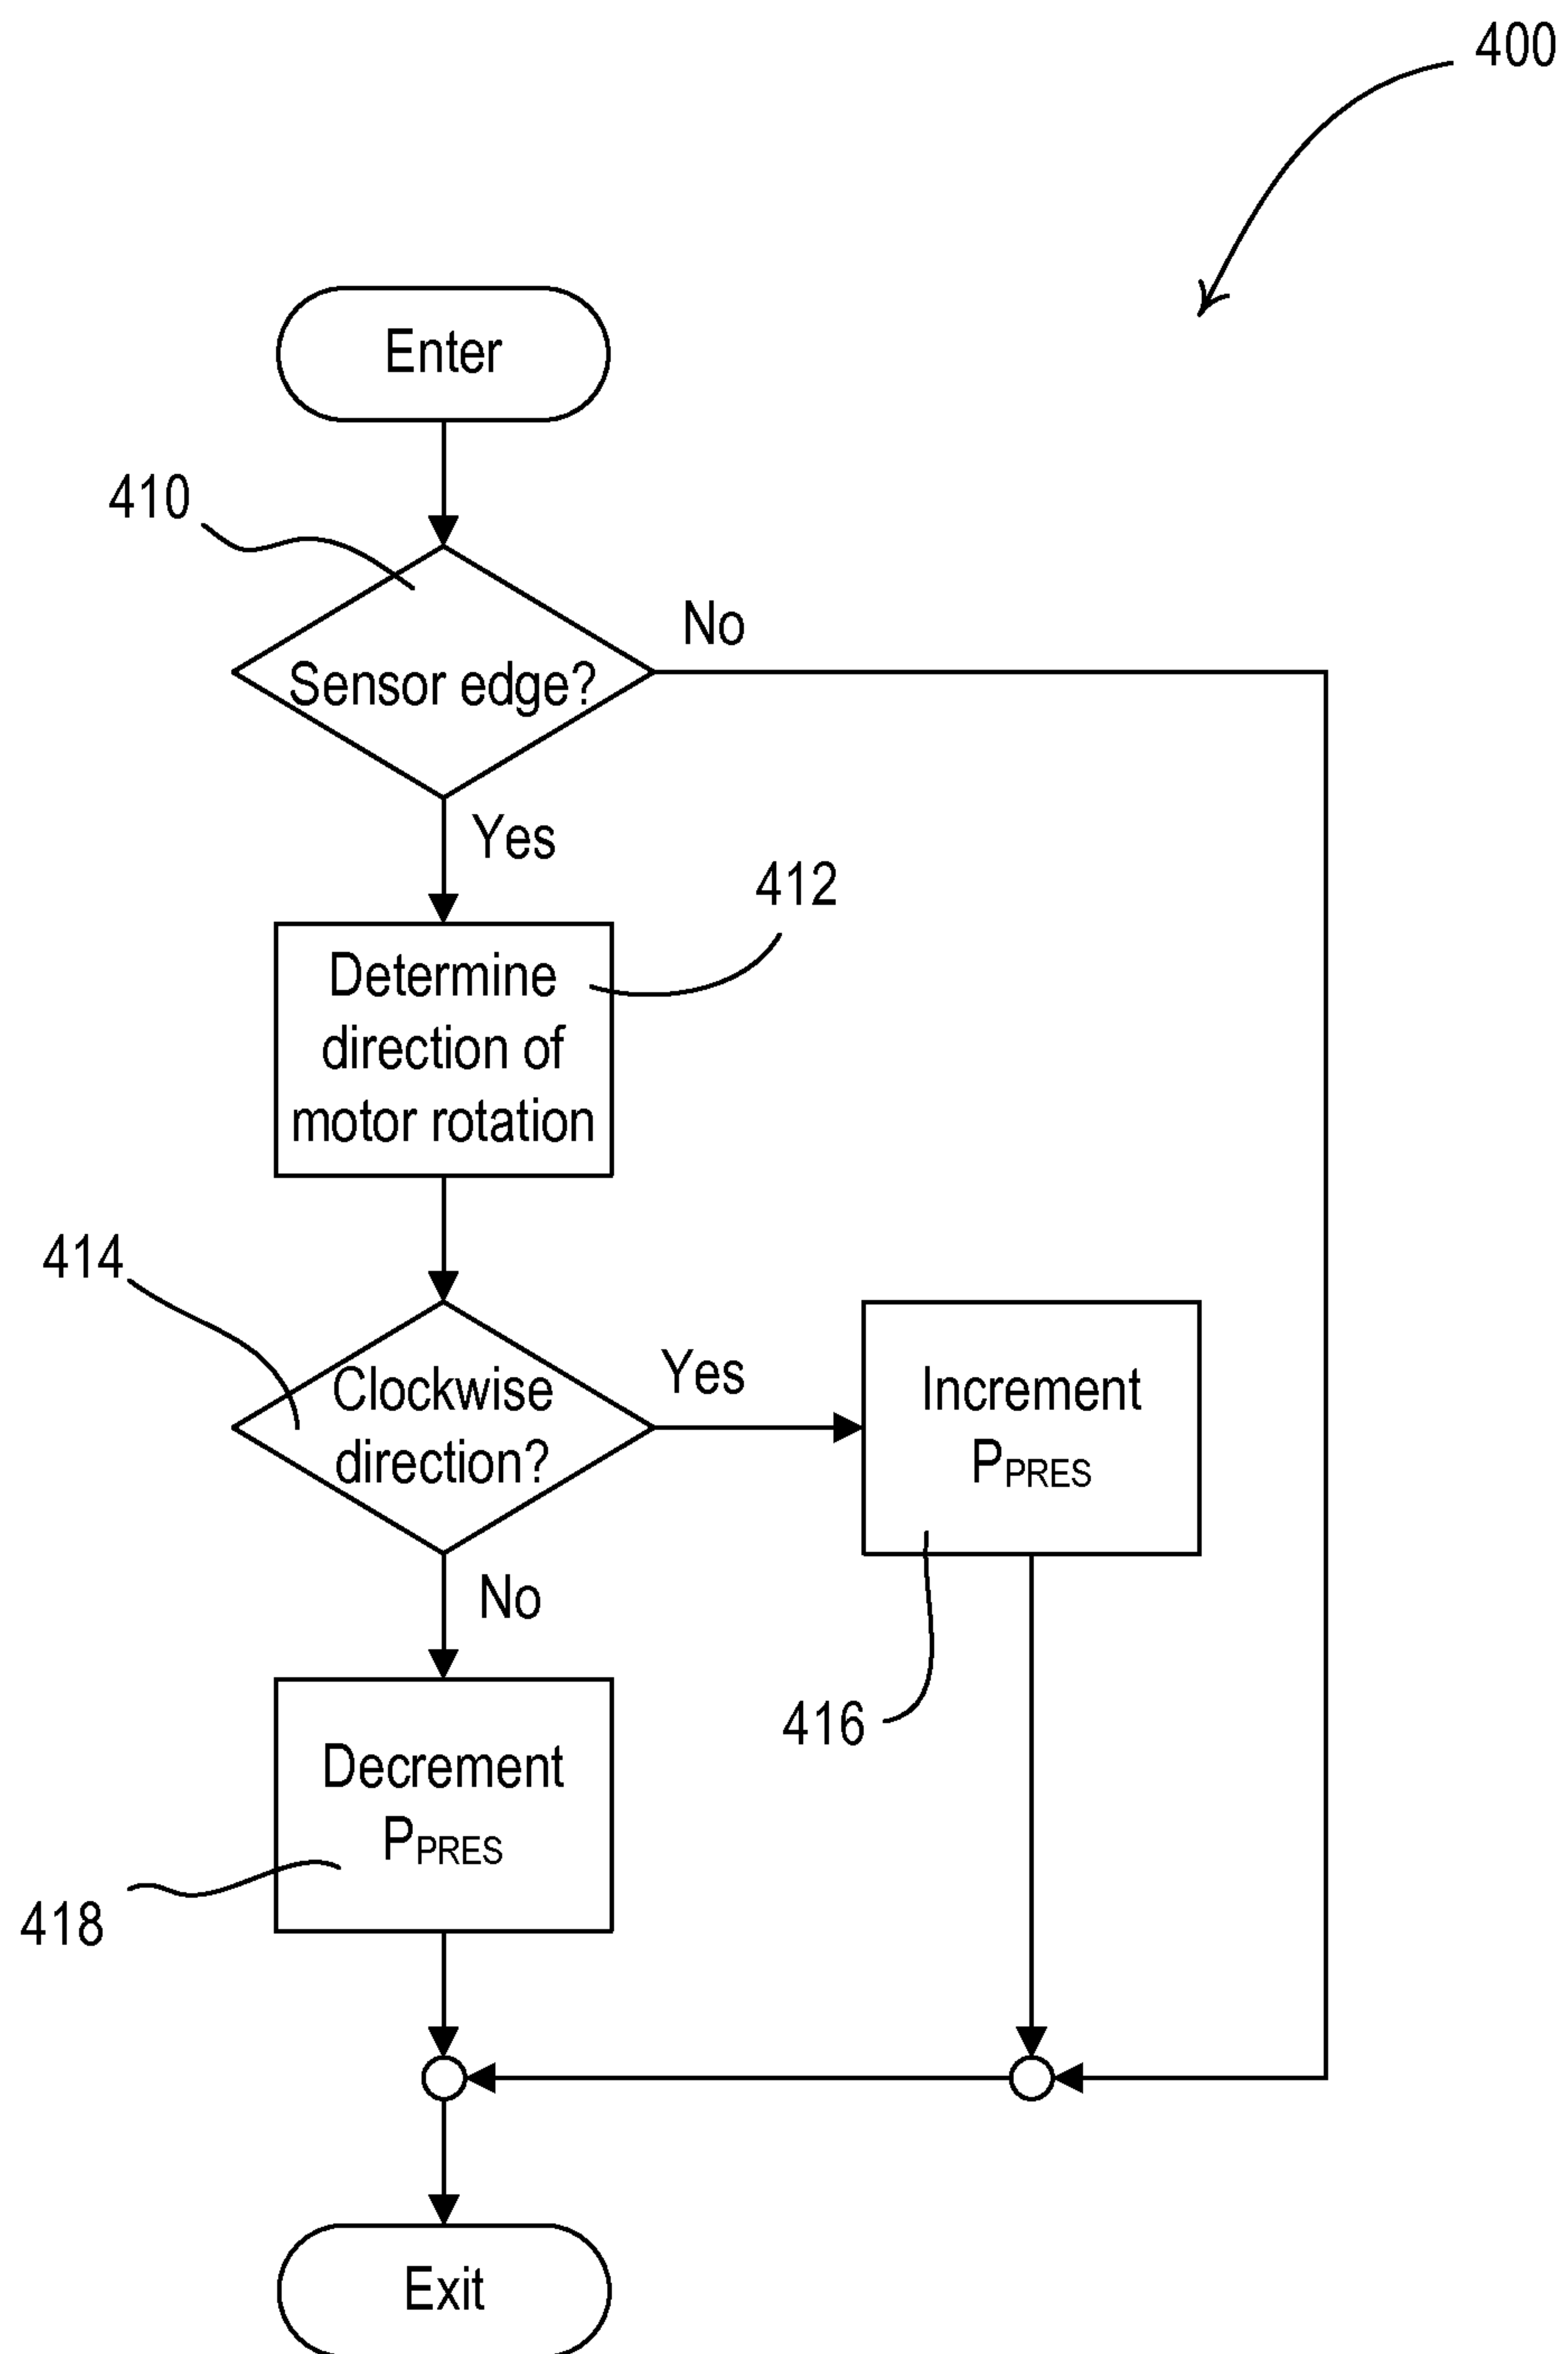 400
Enter
410
No
Sensor edge?
Yes
412
Determine
direction of
motor rotation
414
Clockwise
direction?
Yes
Increment
PPRES
No
416
Decrement
PPRES
418
Exit